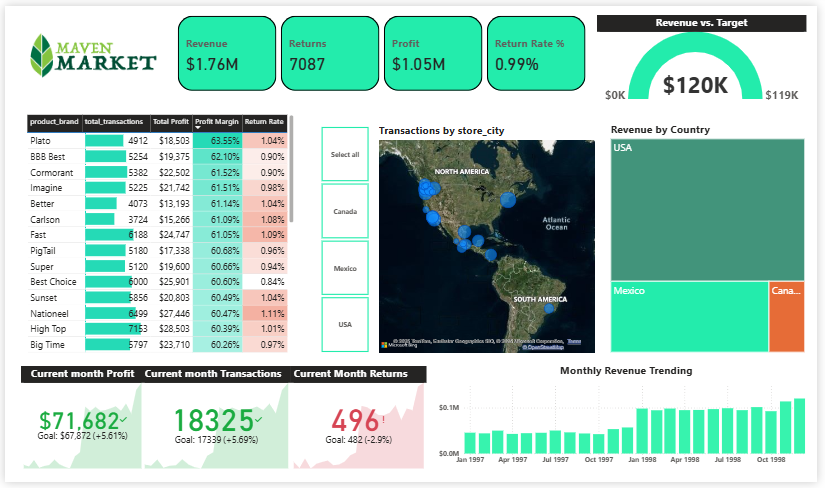 MAVEN
MARKET
Revenue
$1.76M
Returns
7087
Profit
$1.05M
Return Rate %
0.99%
Revenue vs. Target
$120K
$0K
$119K
product_brand total_transactions Total Profit Profit Margin Return Rate
Plato 4912 $18,503 63.55% 1.04%
BBB Best 5254 $19,375 62.10% 0.90%
Cormorant 5382 $22,502 61.52% 0.90%
Imagine 5225 $21,742 61.51% 0.98%
Better 4073 $13,193 61.14% 1.04%
Carlson 3724 $15,266 61.09% 1.08%
Fast 6188 $24,747 61.05% 1.09%
PigTail 5180 $17,338 60.68% 0.96%
Super 5120 $19,600 60.66% 0.94%
Best Choice 6000 $25,901 60.60% 0.84%
Sunset 5856 $20,803 60.49% 1.04%
Nationeel 6499 $27,446 60.47% 1.11%
High Top 7153 $28,503 60.39% 1.01%
Big Time 5797 $23,710 60.26% 0.97%
Select all
Canada
Mexico
USA
Transactions by store_city
NORTH AMERICA
Atlantic
Ocean
SOUTH AMERICA
Microsoft Bing
Terms
© OpenStreetMap
Revenue by Country
USA
Mexico
Cana...
Current month Profit
$71,682
Goal: $67,872 (+5.61%)
Current month Transactions
18325
Goal: 17339 (+5.69%)
Current Month Returns
496!
Goal: 482 (-2.9%)
Monthly Revenue Trending
$0.1M
$0.0M
Jan 1997 Apr 1997 Jul 1997 Oct 1997 Jan 1998 Apr 1998 Jul 1998 Oct 1998